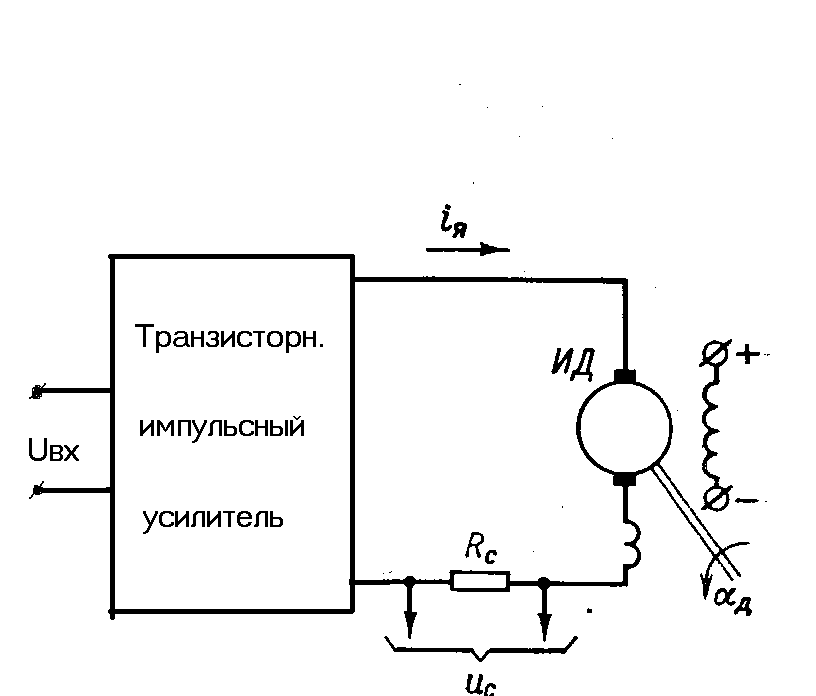 iя
Транзисторн.
ИД
+
импульсный
Uвх
−
усилитель
Rс
αд
uс